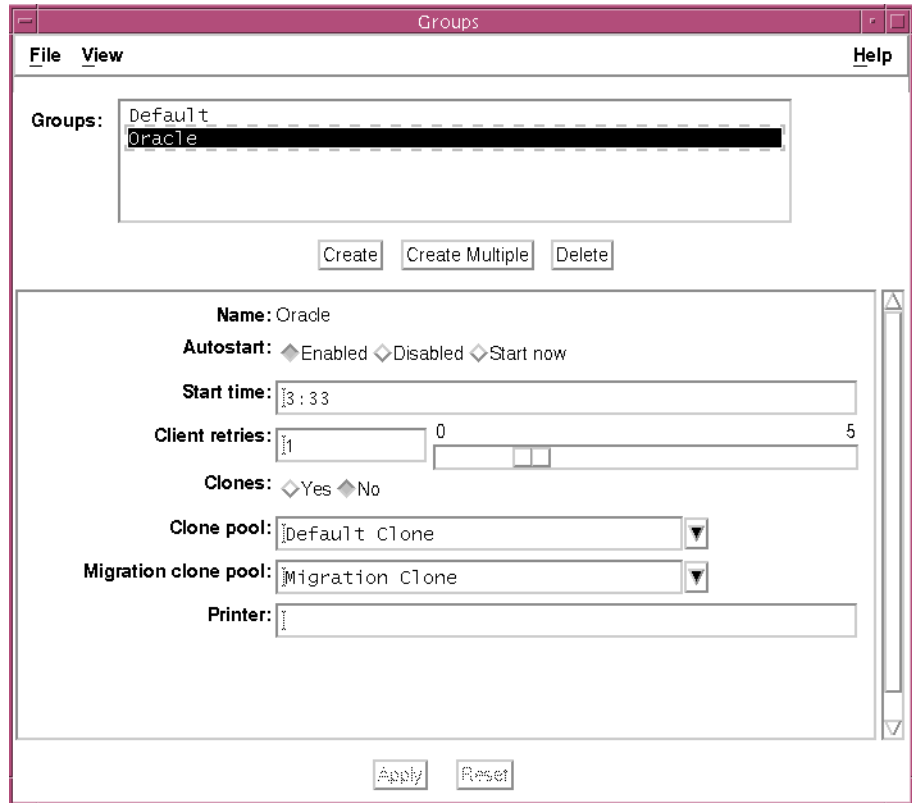 Groups
File View Help
Groups:
Default
Oracle
Create Create Multiple Delete
Name: Oracle
Autostart: Enabled Disabled Start now
Start time: 3:33
Client retries: 1 0 5
Clones: Yes No
Clone pool: Default Clone
Migration clone pool: Migration Clone
Printer:
Apply Reset